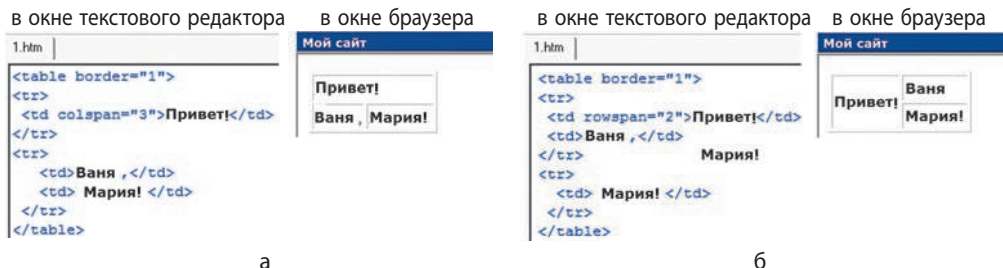 в окне текстового редактора
в окне браузера
1.htm
<table border="1">
<tr>
<td colspan="3">Привет!</td>
</tr>
<tr>
<td>Ваня ,</td>
<td> Мария! </td>
</tr>
</table>
Мой сайт
Привет!
Ваня , Мария!
а
в окне текстового редактора
в окне браузера
1.htm
<table border="1">
<tr>
<td rowspan="2">Привет!</td>
<td>Ваня ,</td>
</tr> Мария!
<tr>
<td> Мария! </td>
</tr>
</table>
Мой сайт
Привет! Ваня
Мария!
б